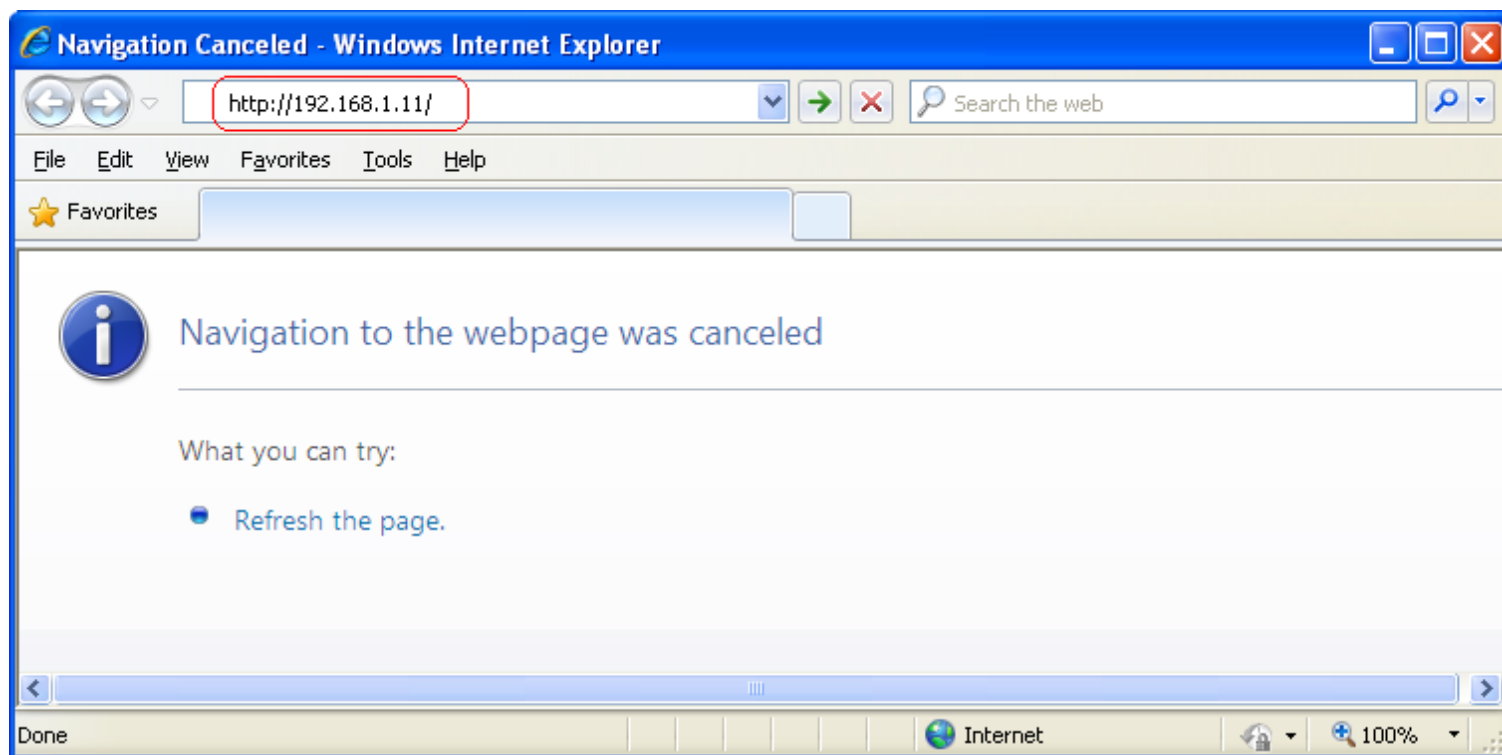 Navigation Canceled - Windows Internet Explorer
http://192.168.1.11/ Search the web
File Edit View Favorites Tools Help
Favorites
Navigation to the webpage was canceled
What you can try:
Refresh the page.
Done Internet 100%